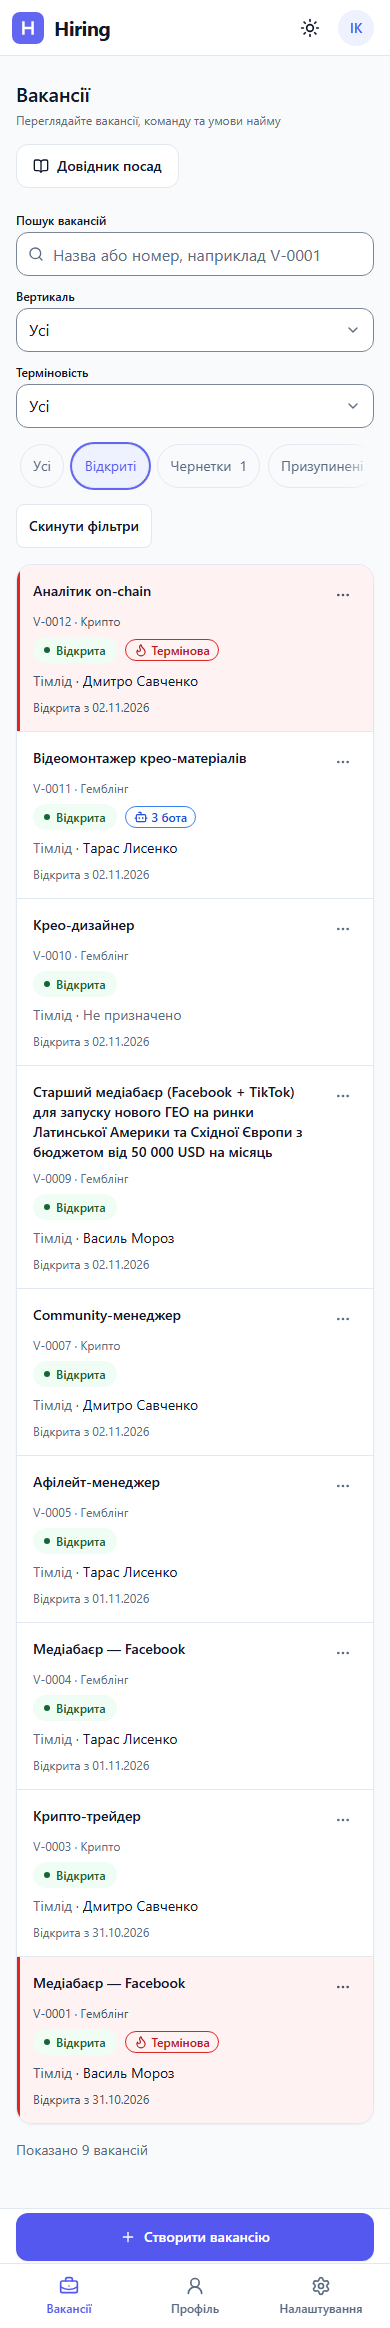 H Hiring
ІК
Вакансії
Переглядайте вакансії, команду та умови найму
Довідник посад
Пошук вакансій
Назва або номер, наприклад V-0001
Вертикаль
Усі
Терміновість
Усі
Усі Відкриті Чернетки 1 Призупинені
Скинути фільтри
Аналітик on-chain
V-0012 · Крипто
Відкрита Термінова
Тімлід · Дмитро Савченко
Відкрита з 02.11.2026
Відеомонтажер крео-матеріалів
V-0011 · Гемблінг
Відкрита З бота
Тімлід · Тарас Лисенко
Відкрита з 02.11.2026
Крео-дизайнер
V-0010 · Гемблінг
Відкрита
Тімлід · Не призначено
Відкрита з 02.11.2026
Старший медіабаєр (Facebook + TikTok)
для запуску нового ГЕО на ринки
Латинської Америки та Східної Європи з
бюджетом від 50 000 USD на місяць
V-0009 · Гемблінг
Відкрита
Тімлід · Василь Мороз
Відкрита з 02.11.2026
Community-менеджер
V-0007 · Крипто
Відкрита
Тімлід · Дмитро Савченко
Відкрита з 02.11.2026
Афілейт-менеджер
V-0005 · Гемблінг
Відкрита
Тімлід · Тарас Лисенко
Відкрита з 01.11.2026
Медіабаєр — Facebook
V-0004 · Гемблінг
Відкрита
Тімлід · Тарас Лисенко
Відкрита з 01.11.2026
Крипто-трейдер
V-0003 · Крипто
Відкрита
Тімлід · Дмитро Савченко
Відкрита з 31.10.2026
Медіабаєр — Facebook
V-0001 · Гемблінг
Відкрита Термінова
Тімлід · Василь Мороз
Відкрита з 31.10.2026
Показано 9 вакансій
+ Створити вакансію
Вакансії Профіль Налаштування